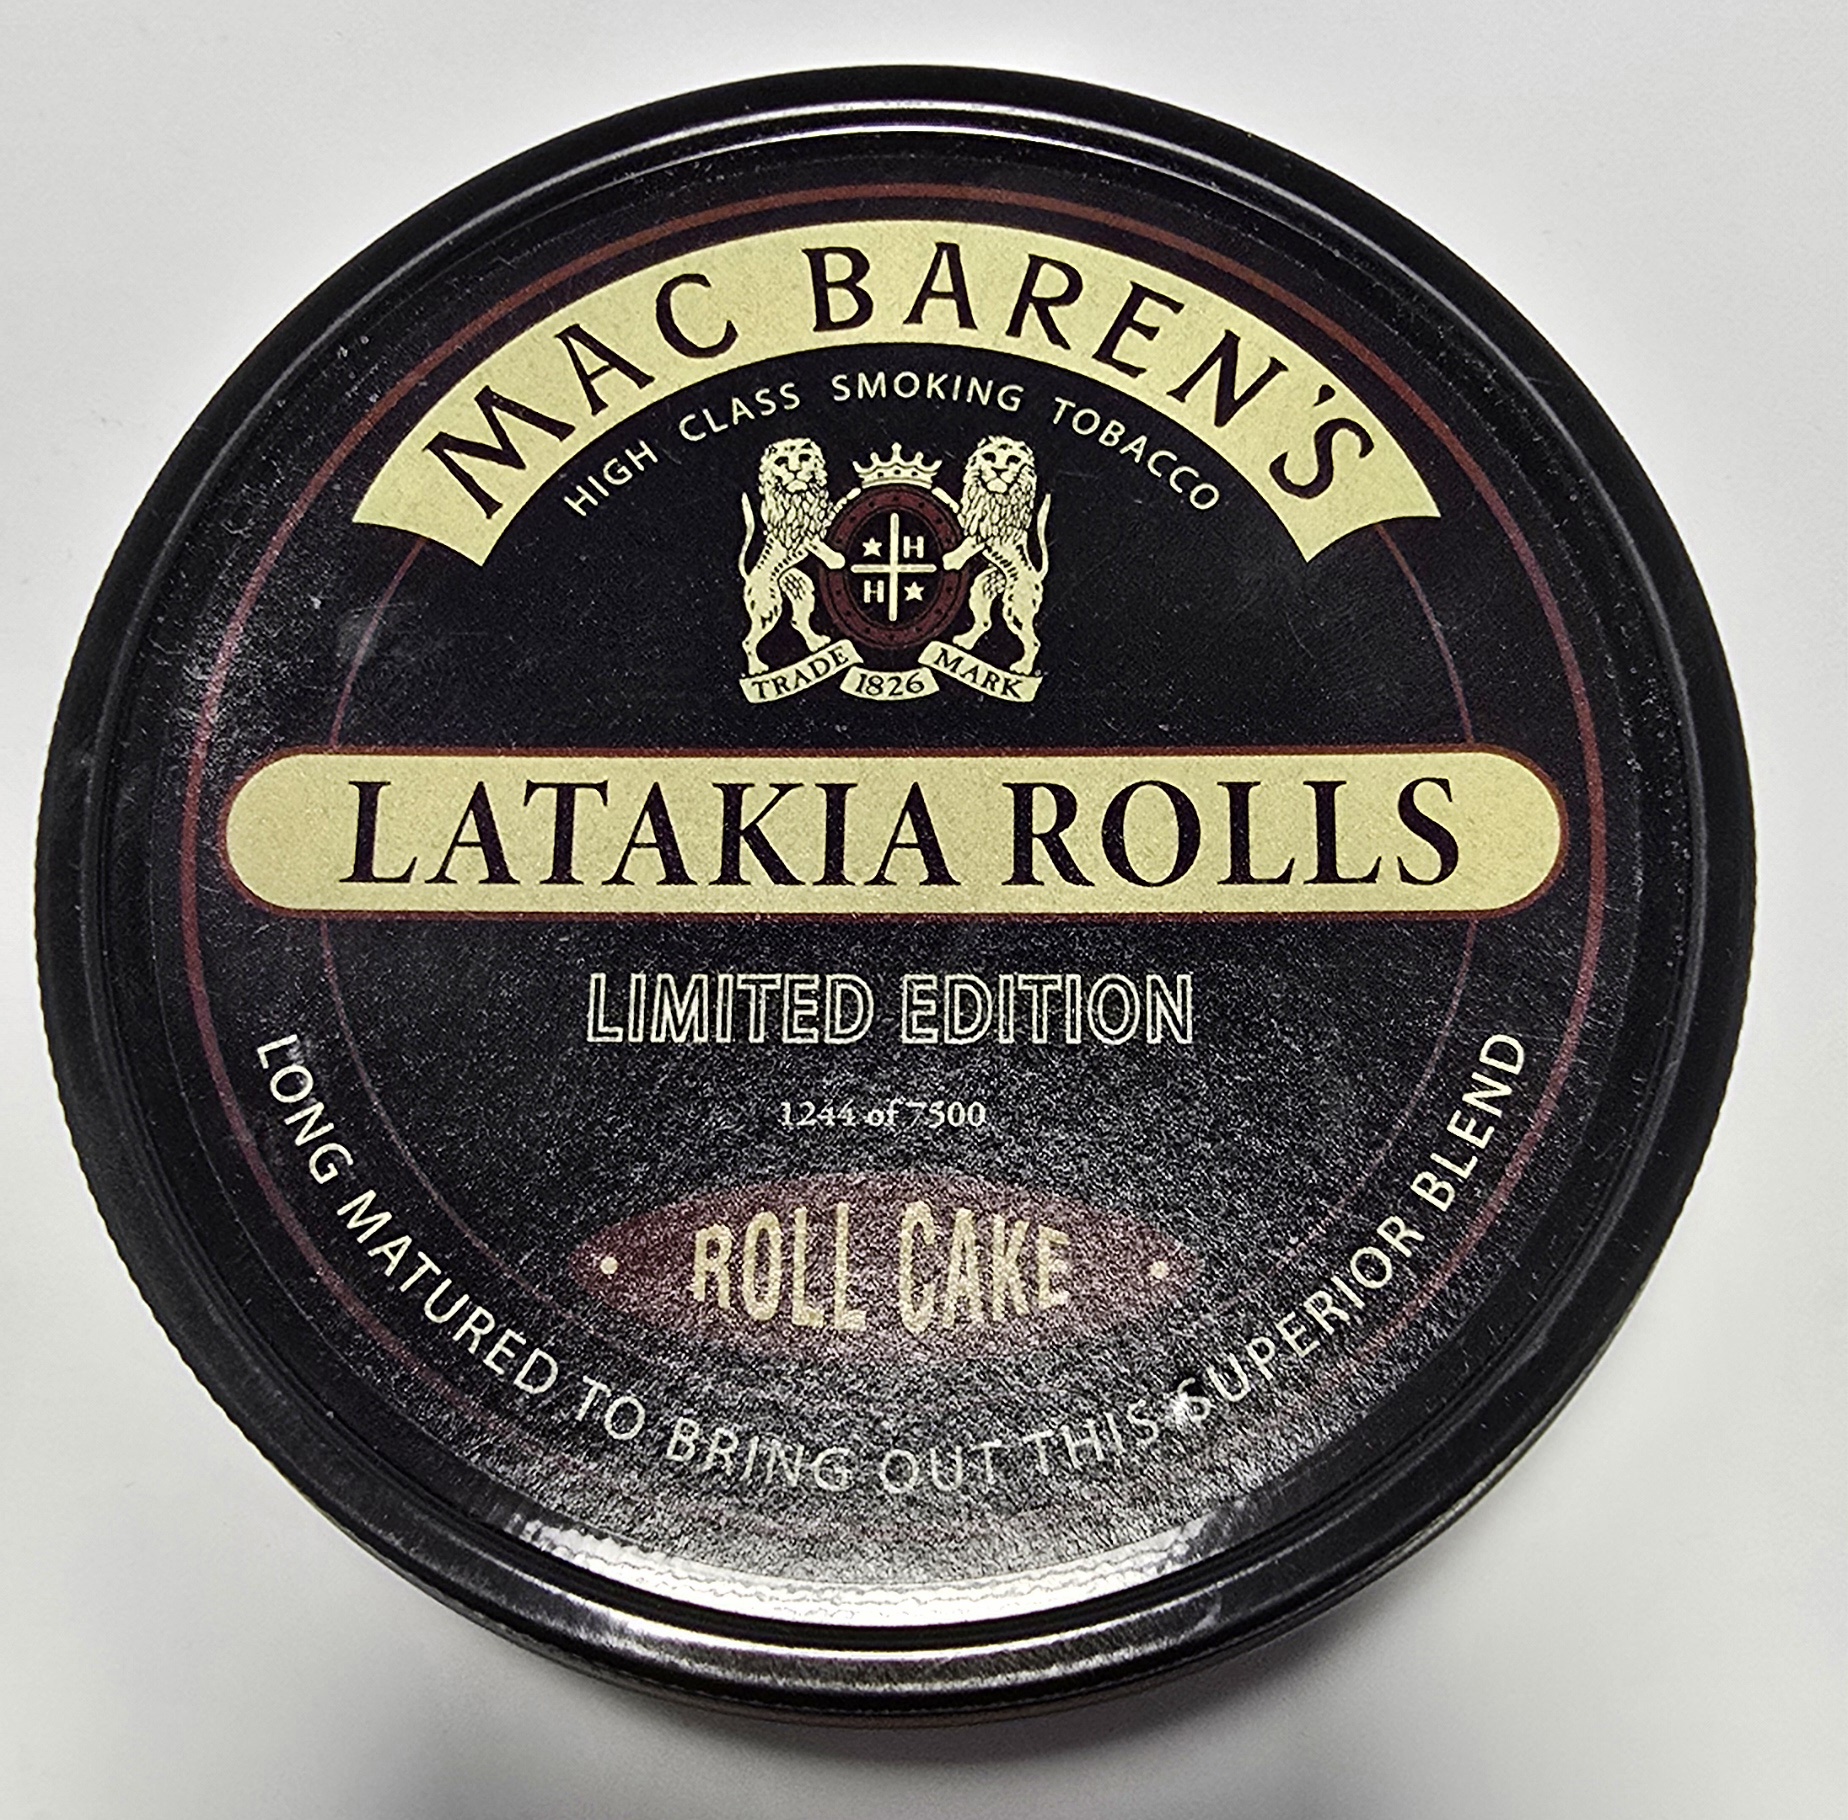 MAC BAREN'S
HIGH CLASS SMOKING TOBACCO
★ H
H ★
TRADE 1826 MARK
LATAKIA ROLLS
LIMITED EDITION
1244 of 7500
• ROLL CAKE •
LONG MATURED TO BRING OUT THIS SUPERIOR BLEND